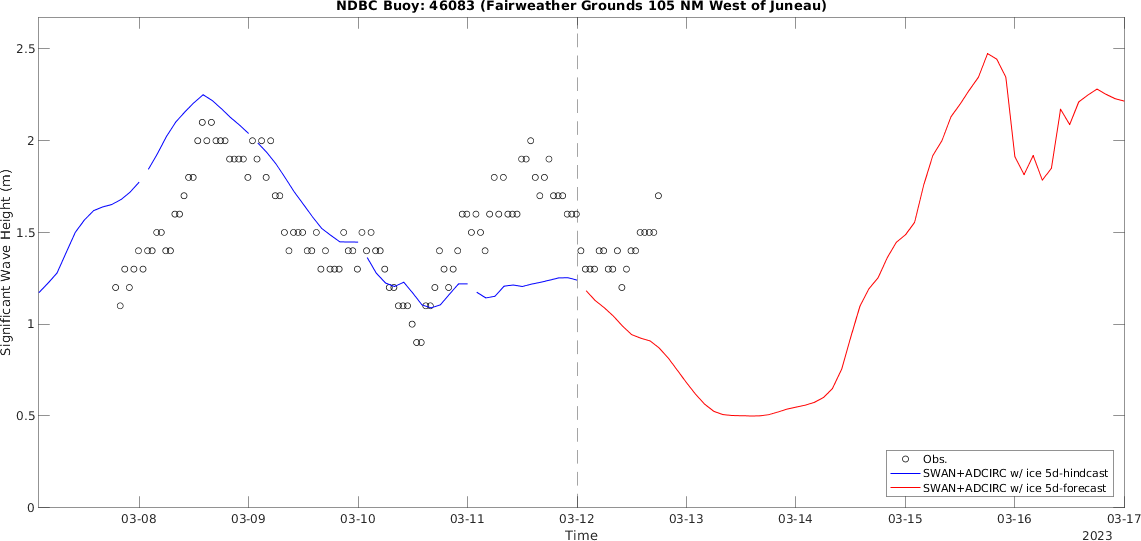 NDBC Buoy: 46083 (Fairweather Grounds 105 NM West of Juneau)
Significant Wave Height (m)
2.5
2
1.5
1
0.5
0
Obs.
SWAN+ADCIRC w/ ice 5d-hindcast
SWAN+ADCIRC w/ ice 5d-forecast
03-08 03-09 03-10 03-11 03-12 03-13 03-14 03-15 03-16 03-17
Time
2023